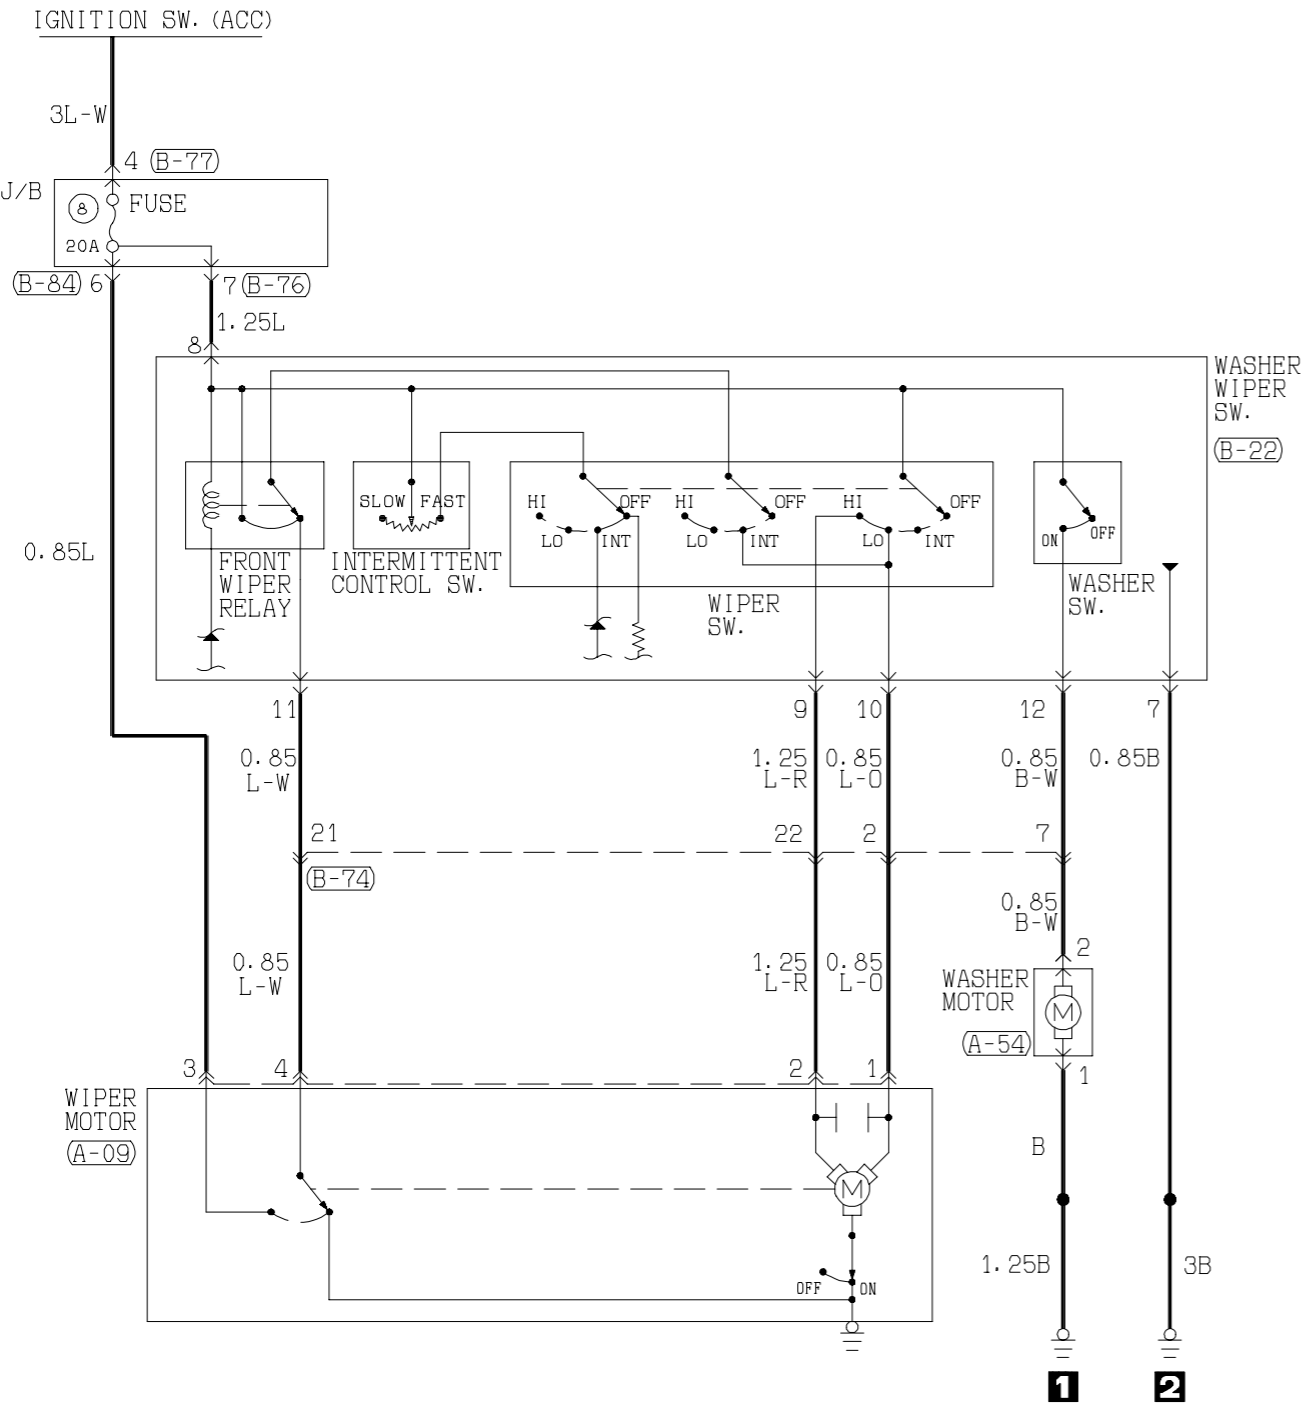 IGNITION SW. (ACC)
3L-W
4 (B-77)
J/B
8 FUSE
20A
(B-84) 6
7 (B-76)
1.25L
8
WASHER
WIPER
SW.
(B-22)
SLOW FAST
HI OFF HI OFF HI OFF
LO INT LO INT LO INT
ON OFF
0.85L
FRONT
WIPER
RELAY
INTERMITTENT
CONTROL SW.
WIPER
SW.
WASHER
SW.
11 9 10 12 7
0.85
L-W
1.25
L-R
0.85
L-O
0.85
B-W
0.85B
21 22 2 7
(B-74)
0.85
B-W
0.85
L-W
1.25
L-R
0.85
L-O
2
WASHER
MOTOR
M
(A-54)
1
3 4 2 1
WIPER
MOTOR
(A-09)
B
M
OFF ON
1.25B
3B
1 2